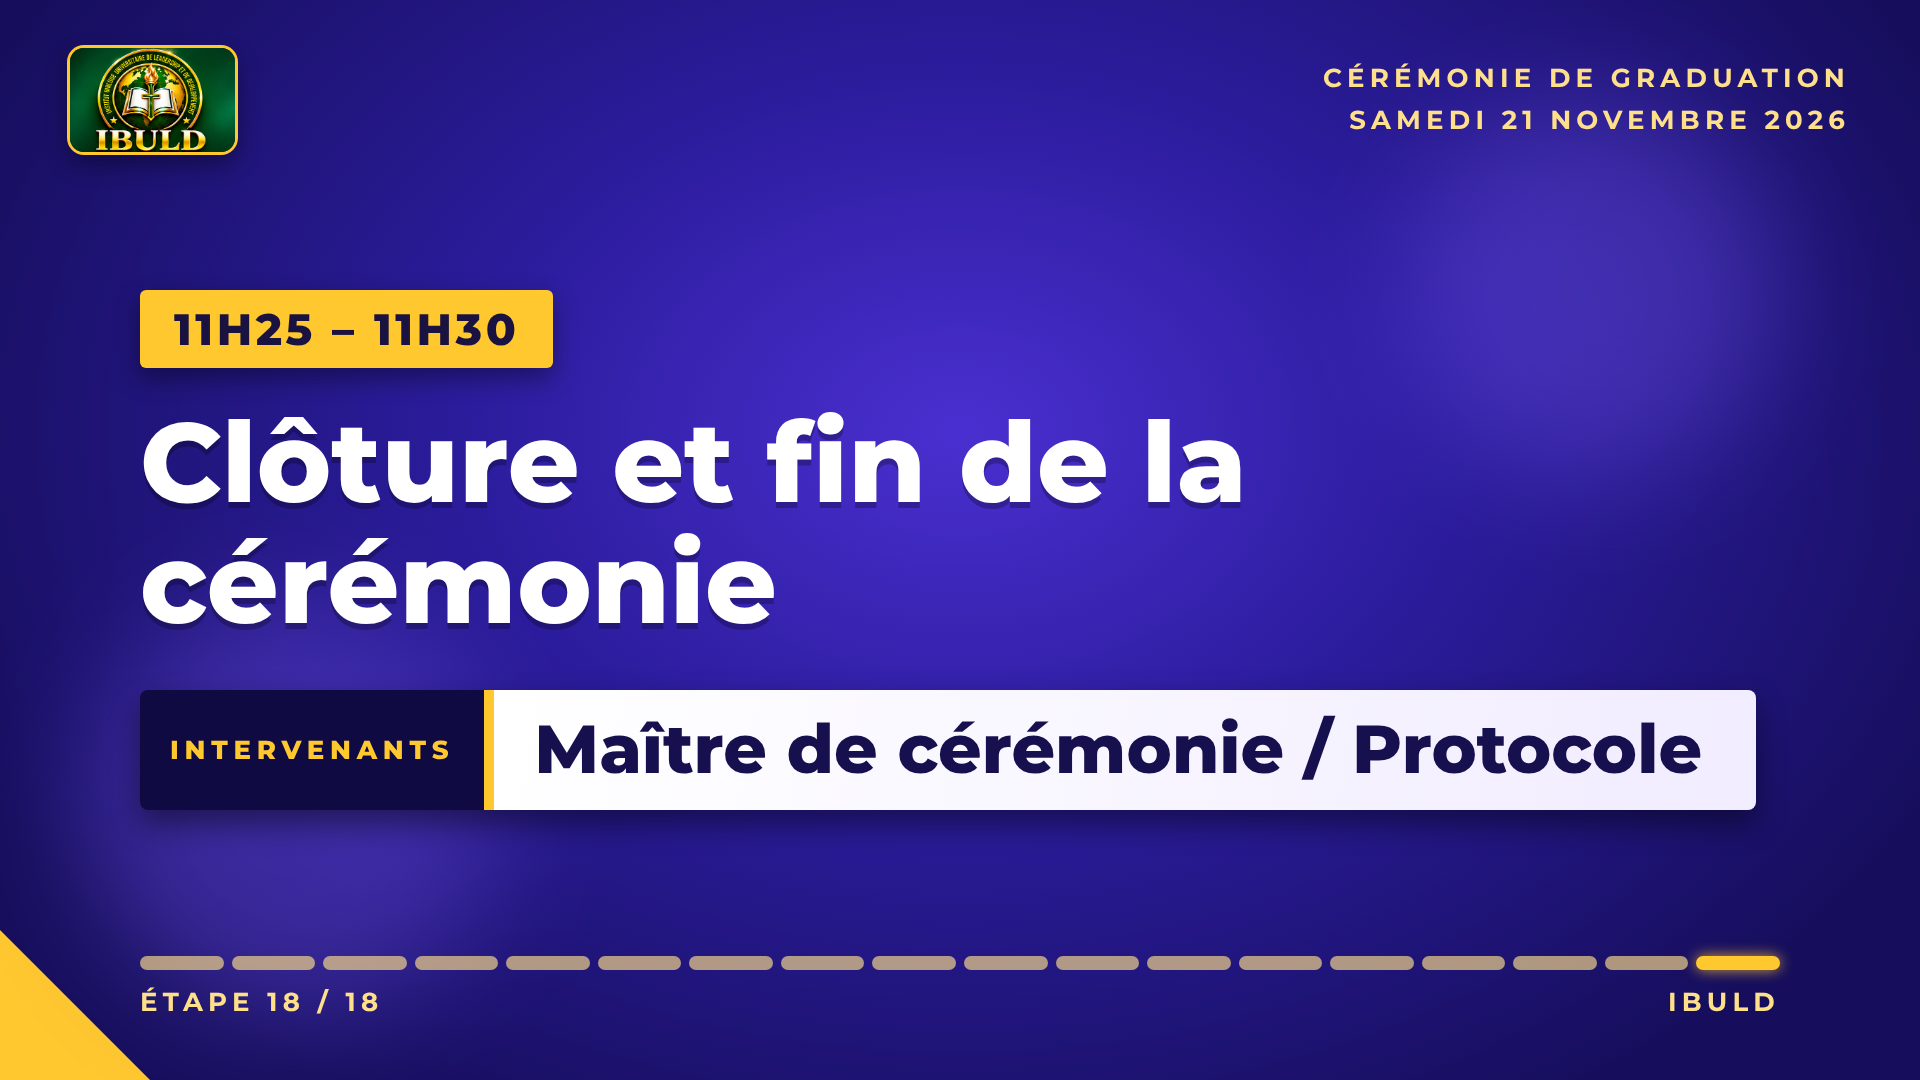 IBULD
CÉRÉMONIE DE GRADUATION
SAMEDI 21 NOVEMBRE 2026
11H25 – 11H30
Clôture et fin de la
cérémonie
INTERVENANTS
Maître de cérémonie / Protocole
ÉTAPE 18 / 18
IBULD